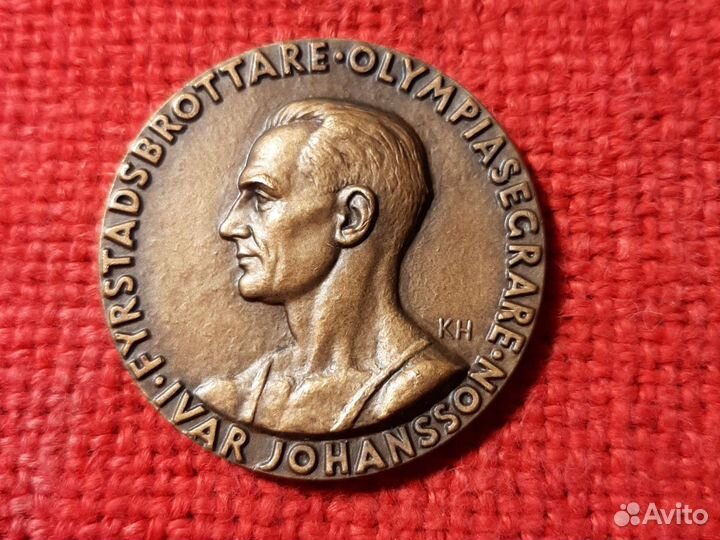 IVAR JOHANSSON · FYRSTADSBROTTARE · OLYMPIASEGRARE ·
KH
Avito